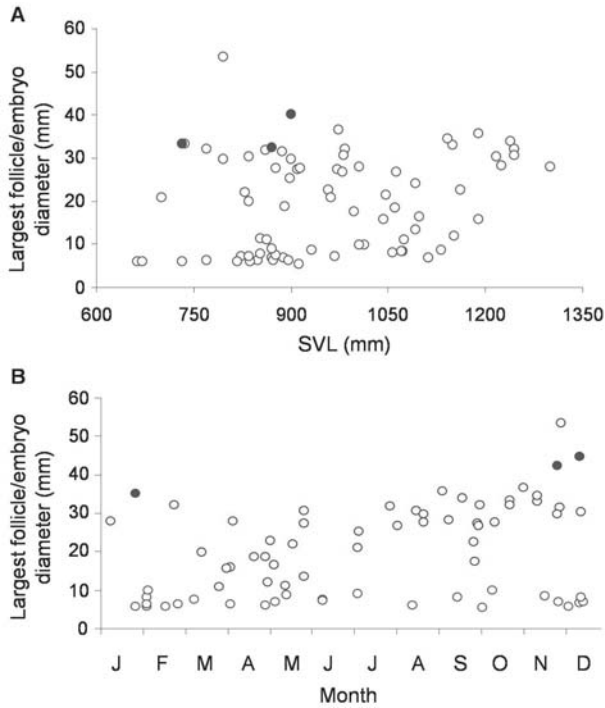 A
Largest follicle/embryo
diameter (mm)
60
50
40
30
20
10
0
600 750 900 1050 1200 1350
SVL (mm)
B
Largest follicle/embryo
diameter (mm)
60
50
40
30
20
10
0
J F M A M J J A S O N D
Month